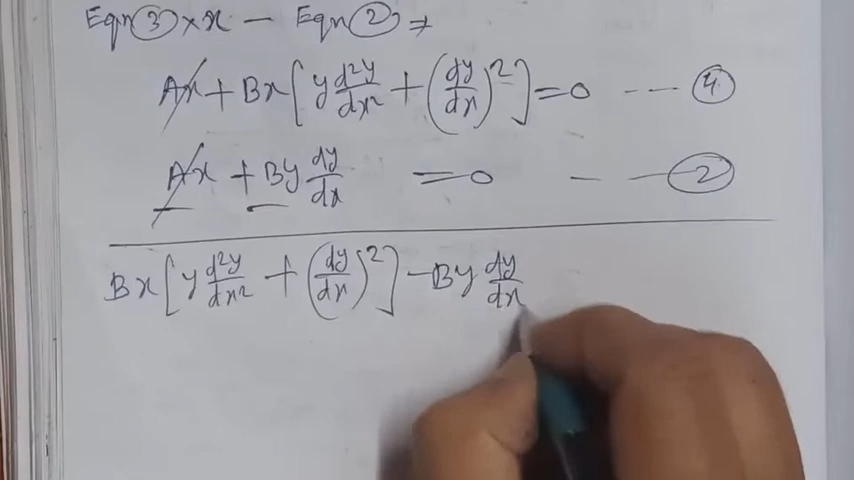 Eqn ③ × x — Eqn ② ⇒
Ax + Bx [ y d²y/dx² + (dy/dx)² ] = 0 --- ④
Ax + By dy/dx = 0 --- ②
Bx [ y d²y/dx² + (dy/dx)² ] - By dy/dx